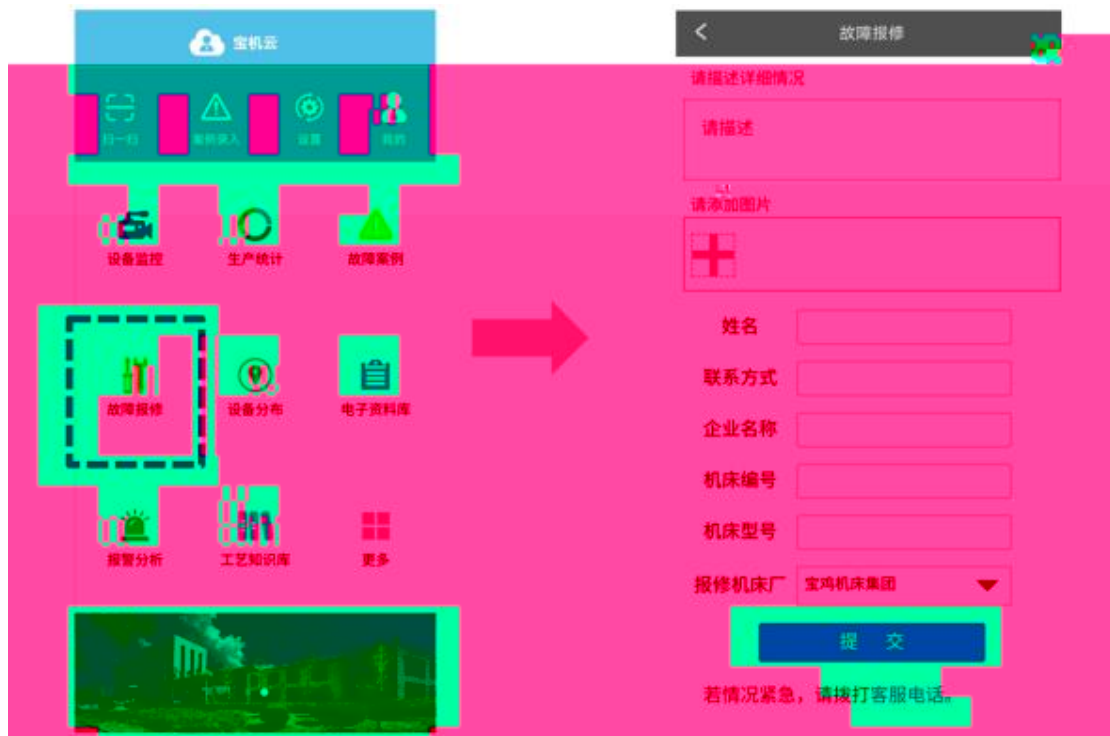 宝机云
扫一扫 案例录入 设置 我的
设备监控 生产统计 故障案例
故障报修 设备分布 电子资料库
报警分析 工艺知识库 更多
故障报修
请描述详细情况
请描述
请添加图片
姓名
联系方式
企业名称
机床编号
机床型号
报修机床厂 宝鸡机床集团
提 交
若情况紧急，请拨打客服电话。